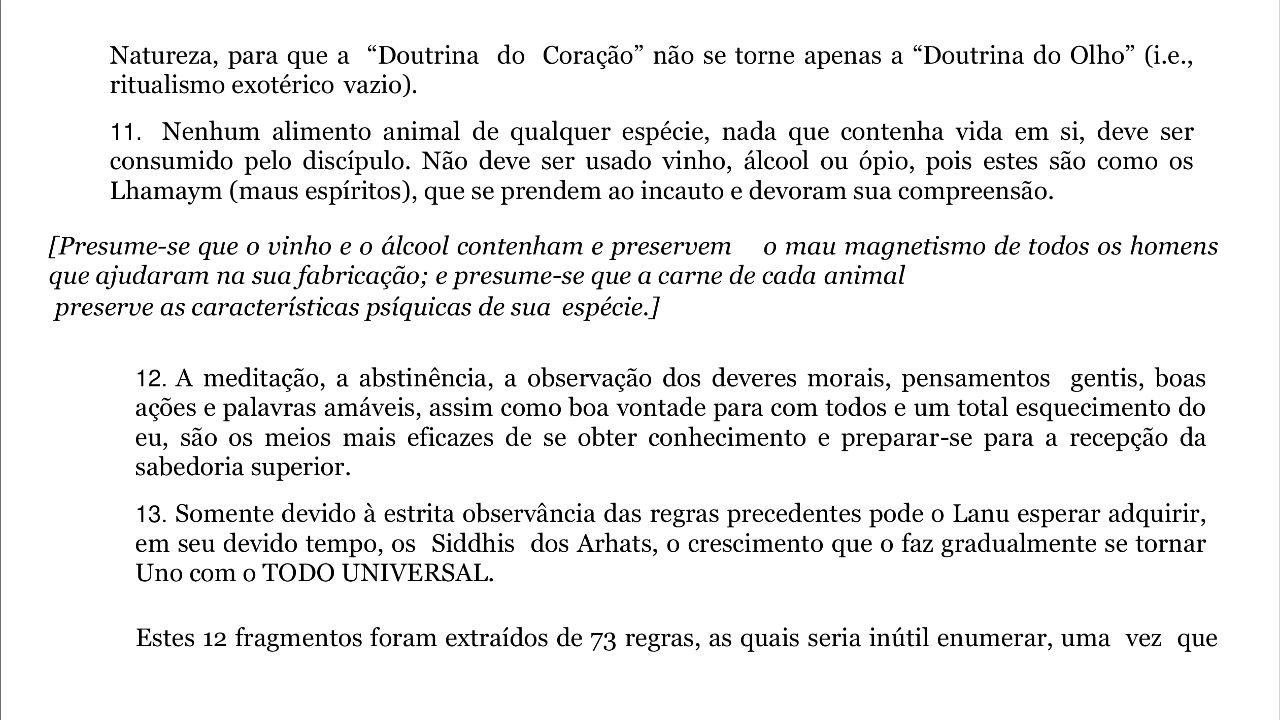 Natureza, para que a “Doutrina do Coração” não se torne apenas a “Doutrina do Olho” (i.e.,
ritualismo exotérico vazio).
11. Nenhum alimento animal de qualquer espécie, nada que contenha vida em si, deve ser
consumido pelo discípulo. Não deve ser usado vinho, álcool ou ópio, pois estes são como os
Lhamaym (maus espíritos), que se prendem ao incauto e devoram sua compreensão.
[Presume-se que o vinho e o álcool contenham e preservem o mau magnetismo de todos os homens
que ajudaram na sua fabricação; e presume-se que a carne de cada animal
preserve as características psíquicas de sua espécie.]
12. A meditação, a abstinência, a observação dos deveres morais, pensamentos gentis, boas
ações e palavras amáveis, assim como boa vontade para com todos e um total esquecimento do
eu, são os meios mais eficazes de se obter conhecimento e preparar-se para a recepção da
sabedoria superior.
13. Somente devido à estrita observância das regras precedentes pode o Lanu esperar adquirir,
em seu devido tempo, os Siddhis dos Arhats, o crescimento que o faz gradualmente se tornar
Uno com o TODO UNIVERSAL.
Estes 12 fragmentos foram extraídos de 73 regras, as quais seria inútil enumerar, uma vez que